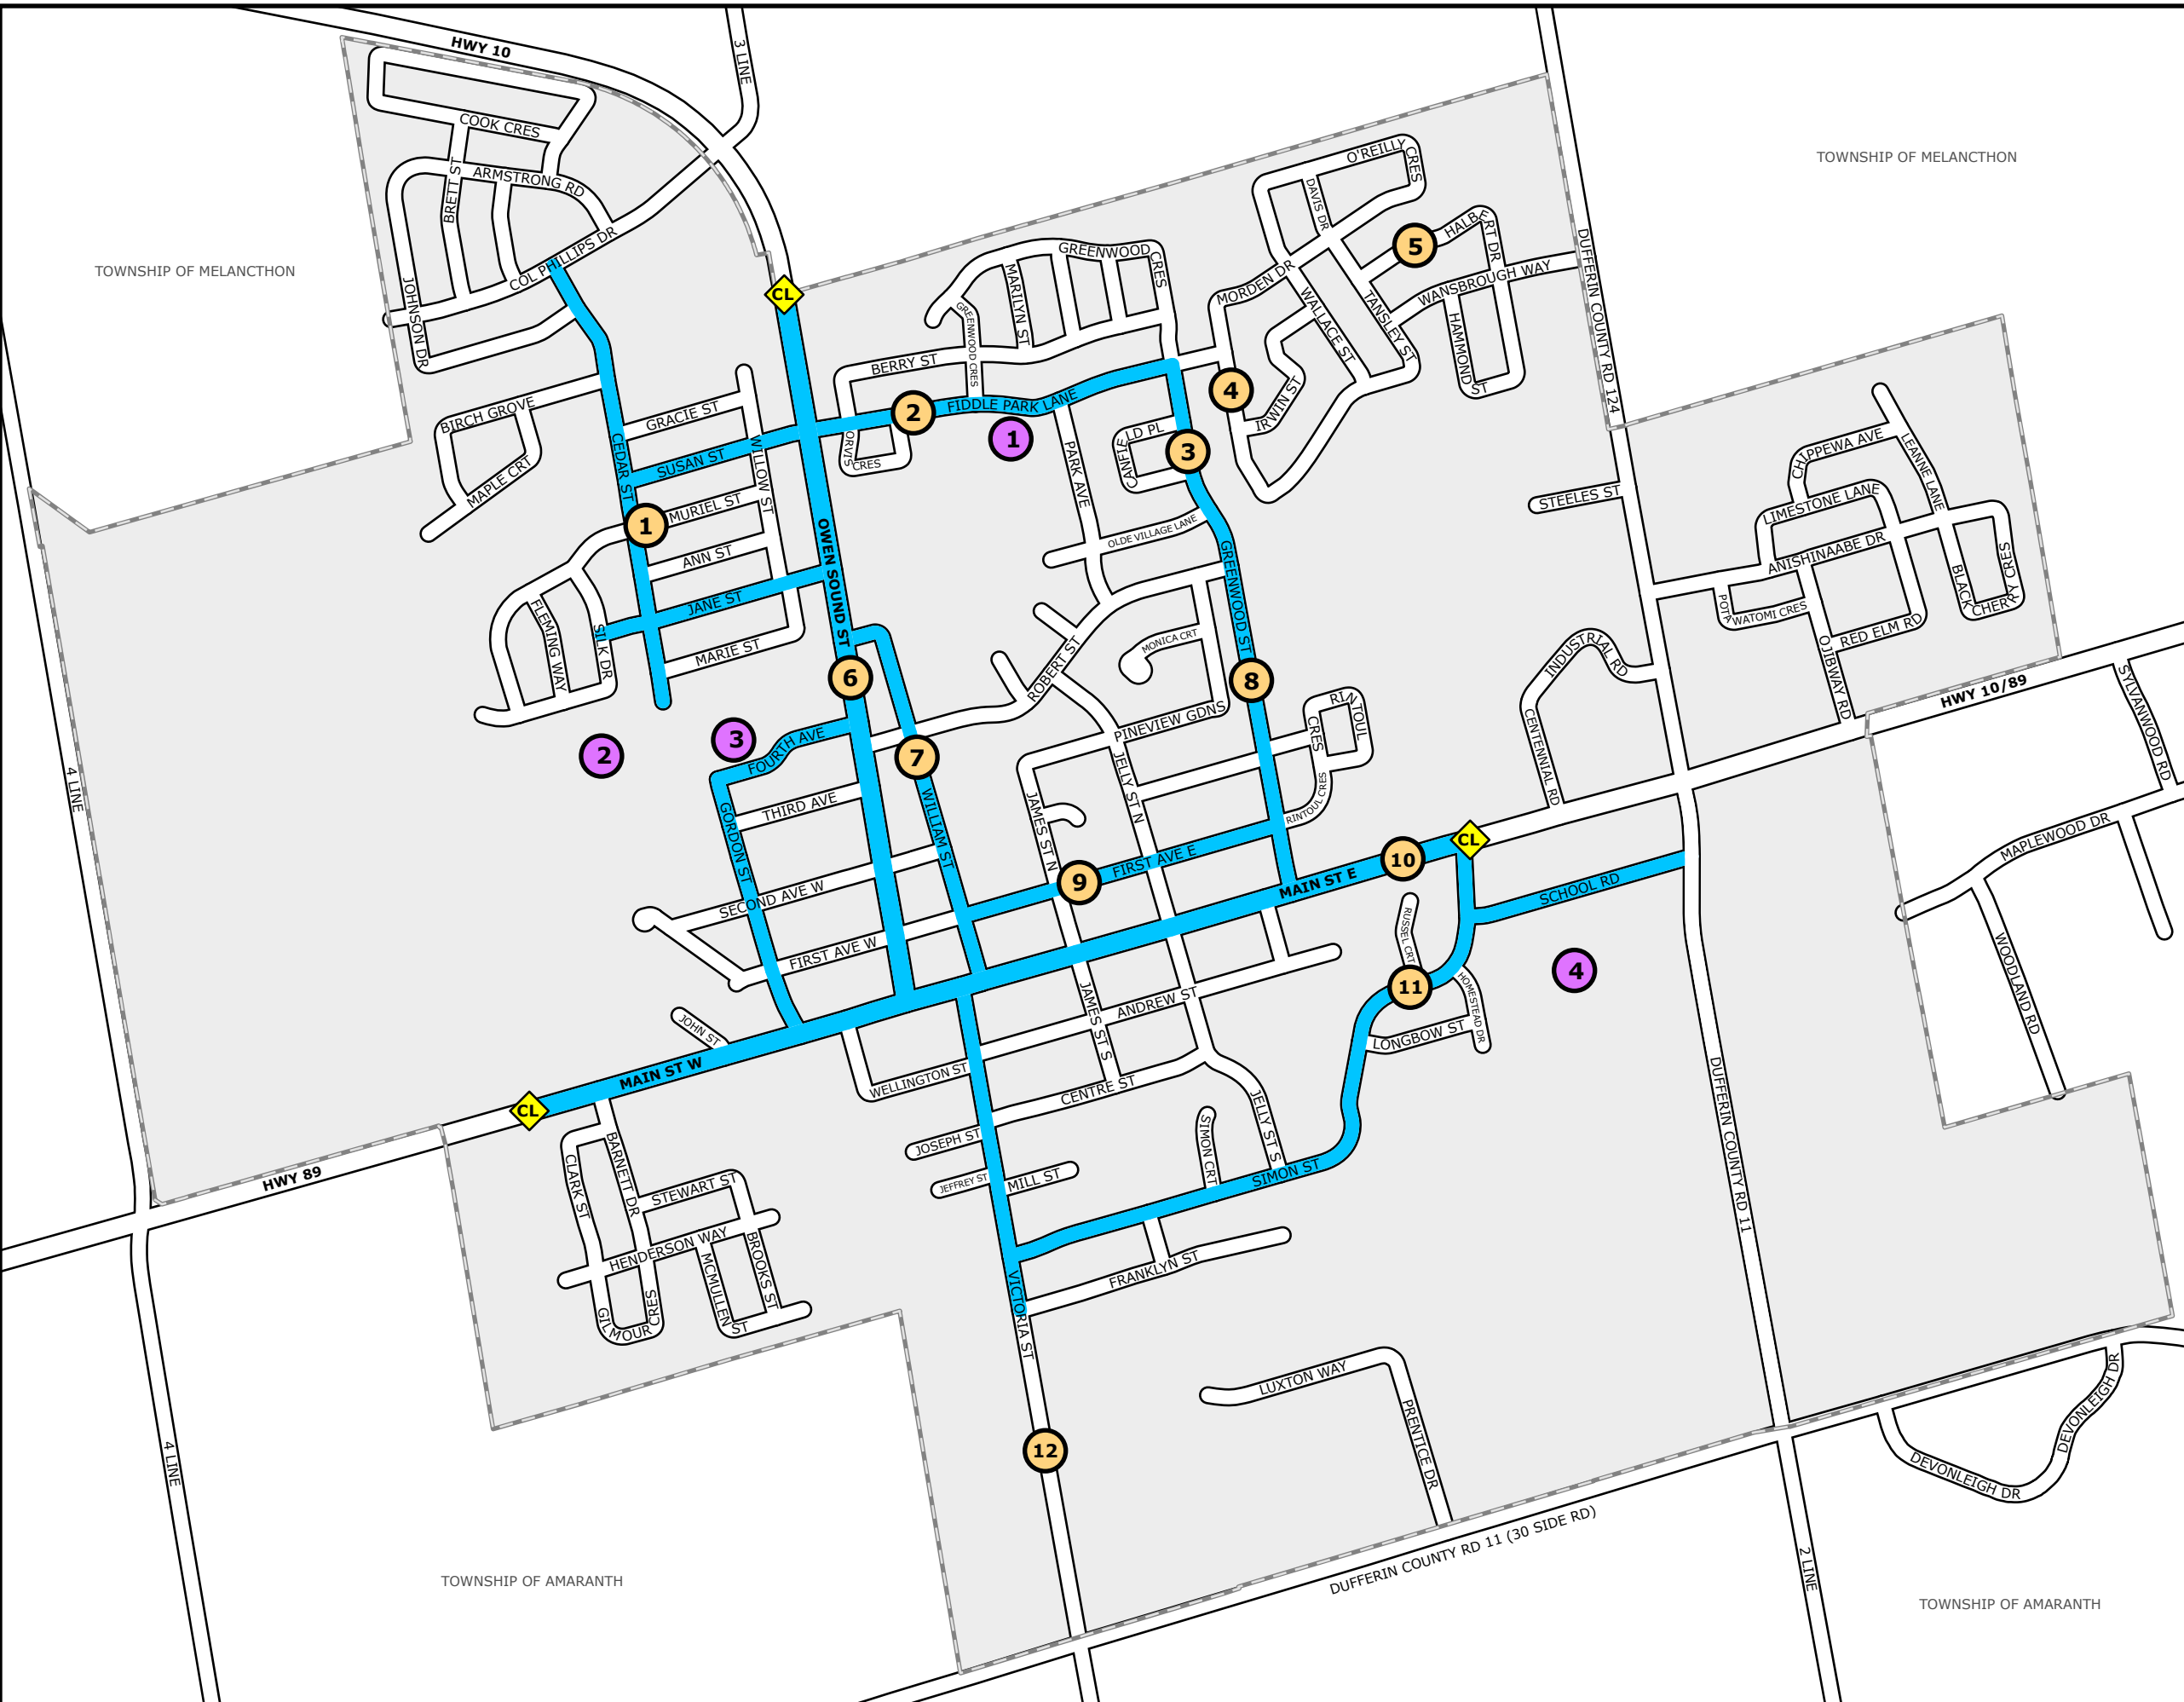 HWY 10
3 LINE
COOK CRES
BRETT ST
ARMSTRONG RD
COL PHILLIPS DR
JOHNSON DR
TOWNSHIP OF MELANCTHON
TOWNSHIP OF MELANCTHON
O'REILLY CRES
DAVIS DR
HALBERT DR
5
MORDEN DR
WANSBROUGH WAY
WALLACE ST
TANSLEY ST
HAMMOND ST
IRWIN ST
DUFFERIN COUNTY RD 124
CL
GREENWOOD CRES
MARILYN ST
GREENWOOD CRES
BERRY ST
FIDDLE PARK LANE
2
1
4
3
ORVIS CRES
CANFIELD PL
PARK AVE
OLDE VILLAGE LANE
BIRCH GROVE
MAPLE CRT
GRACIE ST
CEDAR ST
SUSAN ST
WILLOW ST
1
MURIEL ST
ANN ST
JANE ST
MARIE ST
FLEMING WAY
SILK DR
OWEN SOUND ST
GREENWOOD ST
STEELES ST
CHIPPEWA AVE
LEANNE LANE
LIMESTONE LANE
ANISHINAABE DR
POTAWATOMI CRES
BLACK CHERRY CRES
RED ELM RD
OJIBWAY RD
INDUSTRIAL RD
CENTENNIAL RD
HWY 10/89
SYLVANWOOD RD
MAPLEWOOD DR
WOODLAND RD
MONICA CRT
ROBERT ST
PINEVIEW GDNS
RINTOUL CRES
RINTOUL CRES
JELLY ST N
JAMES ST N
6
8
7
2
3
FOURTH AVE
GORDON ST
THIRD AVE
WILLIAM ST
SECOND AVE W
FIRST AVE W
FIRST AVE E
9
MAIN ST E
10
CL
SCHOOL RD
4
RUSSEL CRT
11
HOMESTEAD DR
LONGBOW ST
4 LINE
JOHN ST
MAIN ST W
CL
HWY 89
WELLINGTON ST
ANDREW ST
JAMES ST S
CENTRE ST
JOSEPH ST
JEFFREY ST
MILL ST
SIMON CRT
JELLY ST S
SIMON ST
FRANKLYN ST
VICTORIA ST
BARNETT DR
CLARK ST
STEWART ST
HENDERSON WAY
MCMULLEN ST
BROOKS ST
GILMOUR CRES
DUFFERIN COUNTY RD 11
LUXTON WAY
PRENTICE DR
12
DEVONLEIGH DR
DEVONLEIGH DR
4 LINE
2 LINE
DUFFERIN COUNTY RD 11 (30 SIDE RD)
TOWNSHIP OF AMARANTH
TOWNSHIP OF AMARANTH